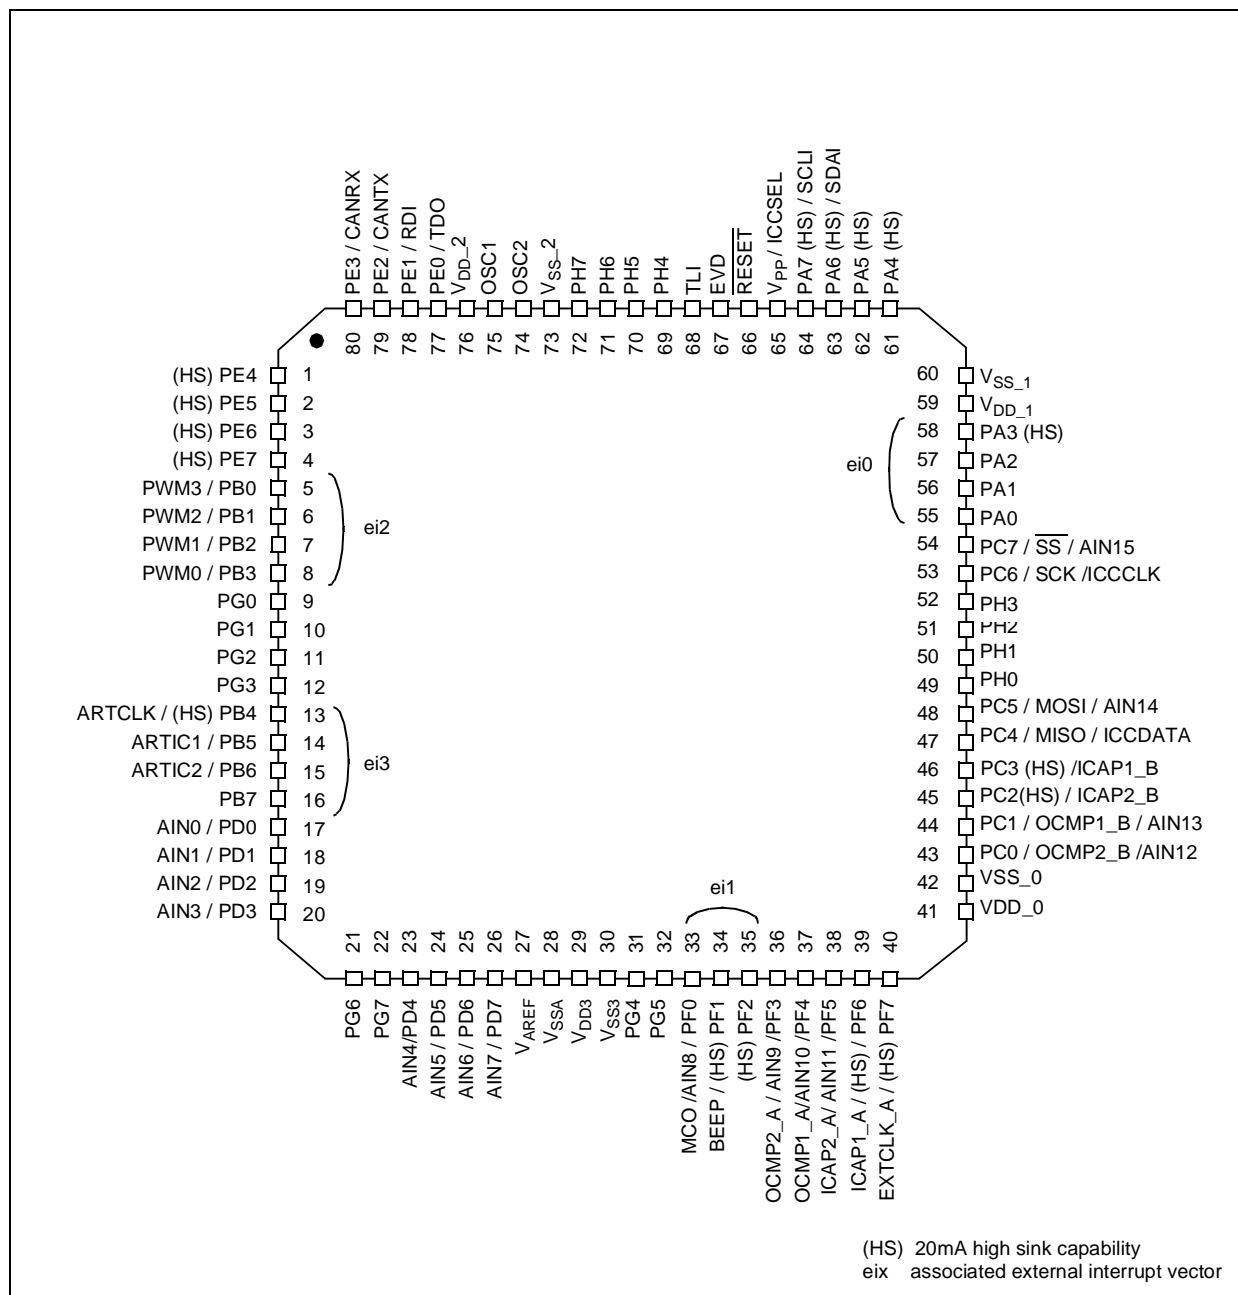 PE3 / CANRX
PE2 / CANTX
PE1 / RDI
PE0 / TDO
VDD_2
OSC1
OSC2
VSS_2
PH7
PH6
PH5
PH4
TLI
EVD
RESET
VPP / ICCSEL
PA7 (HS) / SCLI
PA6 (HS) / SDAI
PA5 (HS)
PA4 (HS)
80 79 78 77 76 75 74 73 72 71 70 69 68 67 66 65 64 63 62 61
(HS) PE4 1
(HS) PE5 2
(HS) PE6 3
(HS) PE7 4
PWM3 / PB0 5
PWM2 / PB1 6
PWM1 / PB2 7
PWM0 / PB3 8
ei2
PG0 9
PG1 10
PG2 11
PG3 12
ARTCLK / (HS) PB4 13
ARTIC1 / PB5 14
ARTIC2 / PB6 15
PB7 16
ei3
AIN0 / PD0 17
AIN1 / PD1 18
AIN2 / PD2 19
AIN3 / PD3 20
60 VSS_1
59 VDD_1
58 PA3 (HS)
57 PA2
56 PA1
55 PA0
ei0
54 PC7 / SS / AIN15
53 PC6 / SCK /ICCCLK
52 PH3
51 PH2
50 PH1
49 PH0
48 PC5 / MOSI / AIN14
47 PC4 / MISO / ICCDATA
46 PC3 (HS) /ICAP1_B
45 PC2(HS) / ICAP2_B
44 PC1 / OCMP1_B / AIN13
43 PC0 / OCMP2_B /AIN12
42 VSS_0
41 VDD_0
ei1
21 22 23 24 25 26 27 28 29 30 31 32 33 34 35 36 37 38 39 40
PG6
PG7
AIN4/PD4
AIN5 / PD5
AIN6 / PD6
AIN7 / PD7
VAREF
VSSA
VDD3
VSS3
PG4
PG5
MCO /AIN8 / PF0
BEEP / (HS) PF1
(HS) PF2
OCMP2_A / AIN9 /PF3
OCMP1_A/AIN10 /PF4
ICAP2_A/ AIN11 /PF5
ICAP1_A / (HS) / PF6
EXTCLK_A / (HS) PF7
(HS) 20mA high sink capability
eix associated external interrupt vector